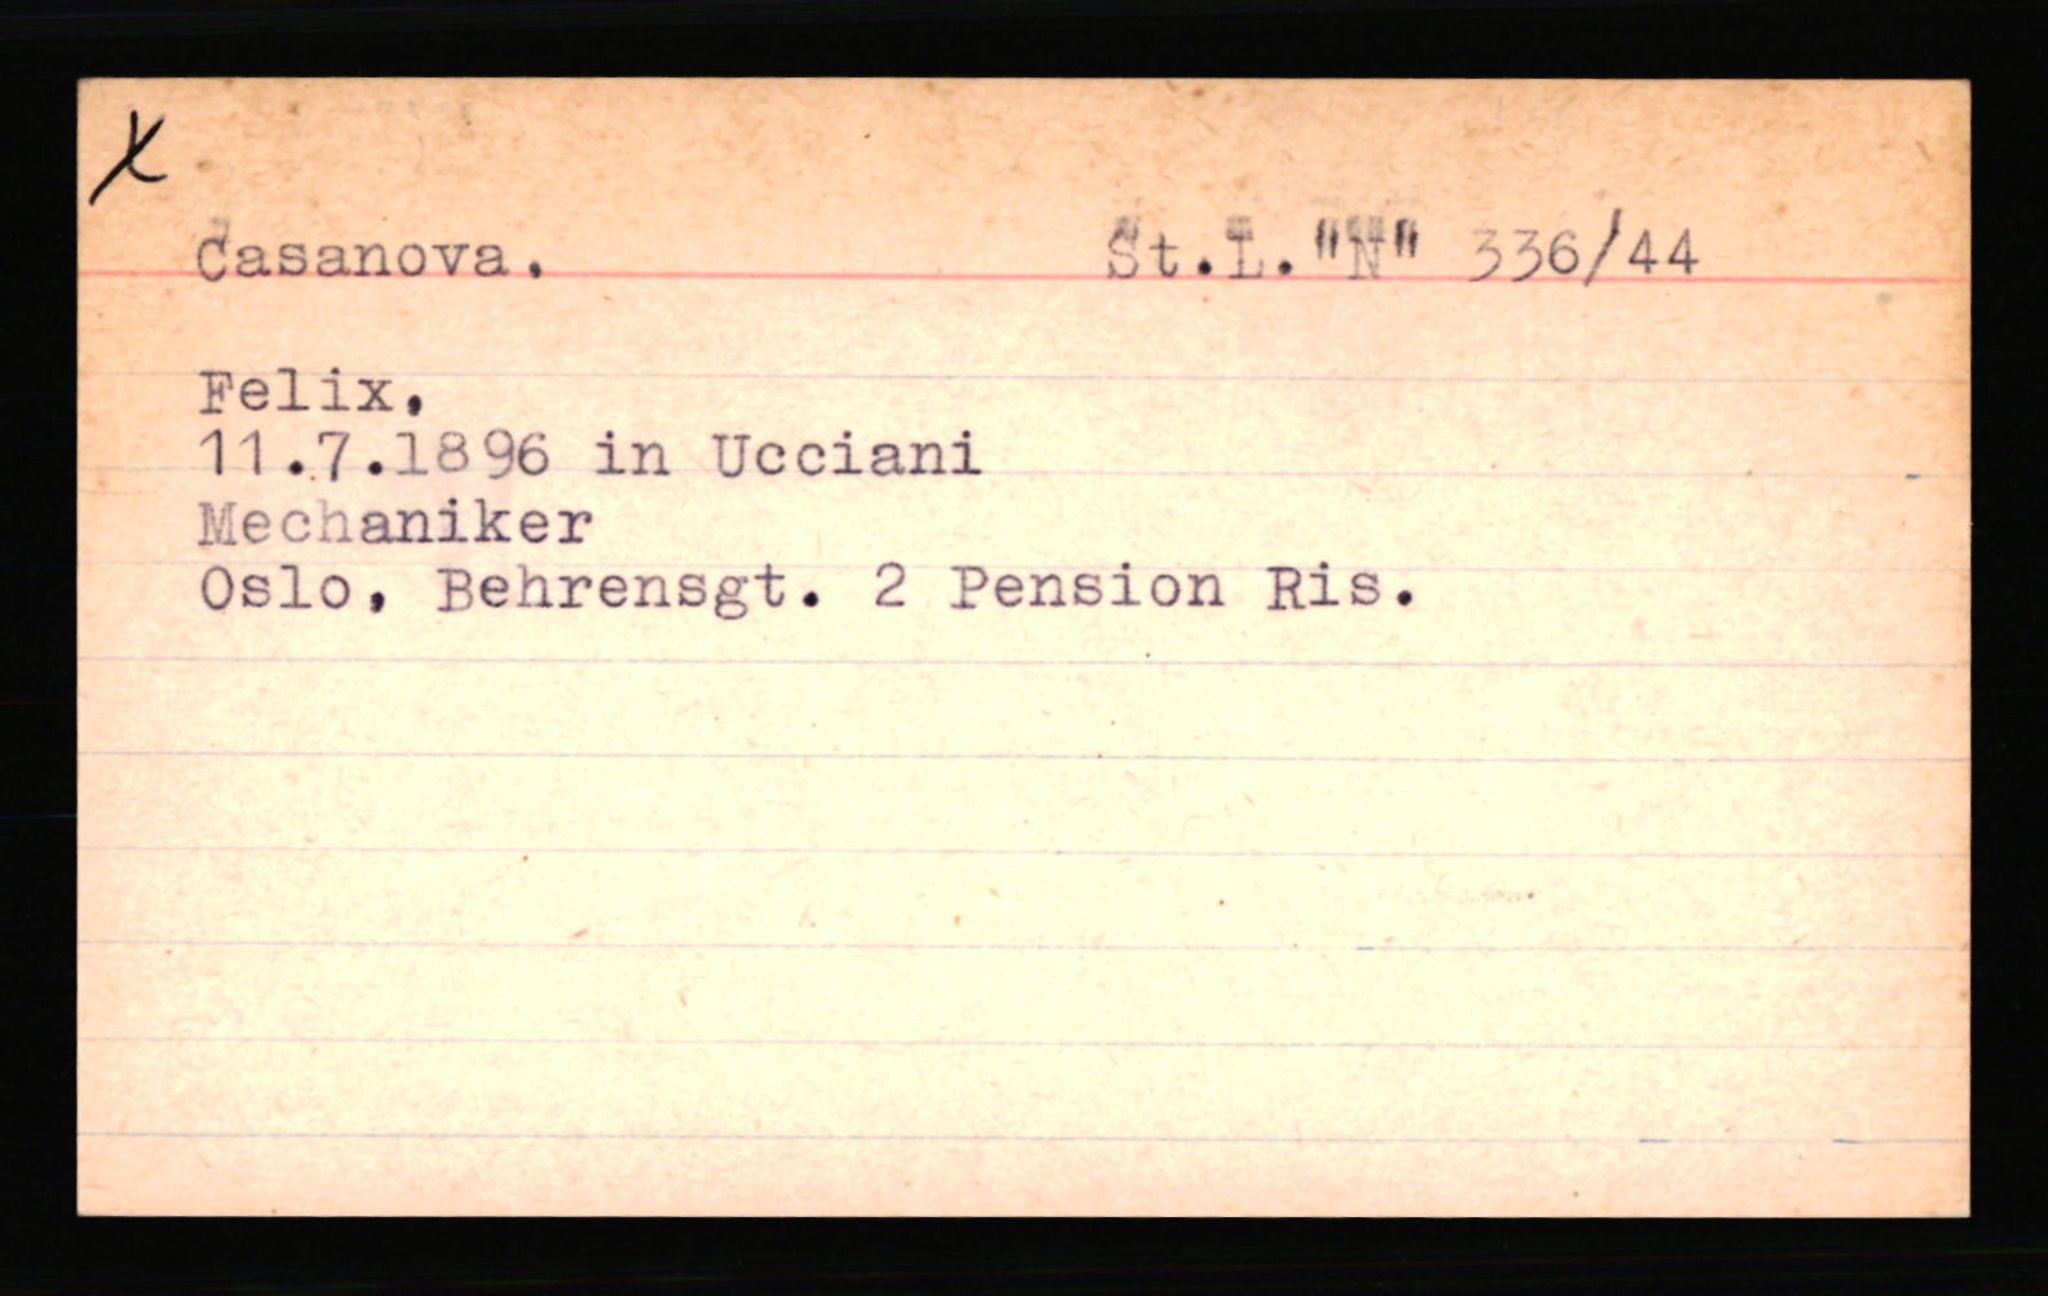 x
Casanova. St.L."N" 336/44
Felix,
11.7.1896 in Ucciani
Mechaniker
Oslo, Behrensgt. 2 Pension Ris.